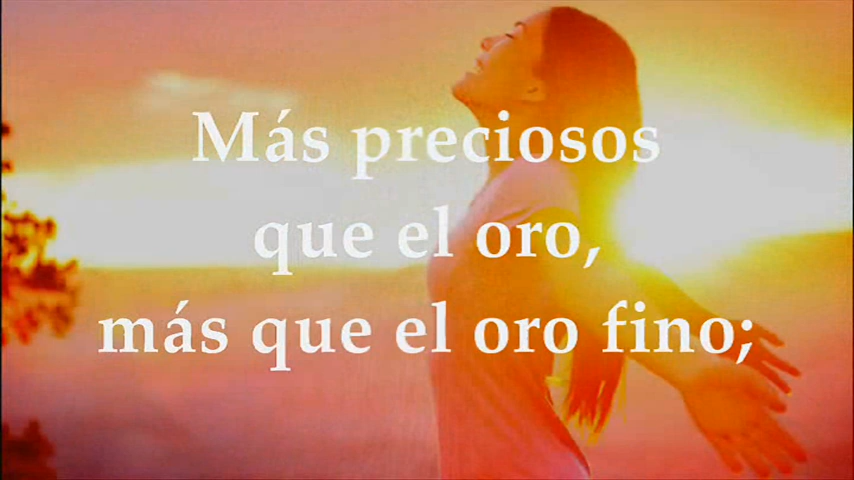 Más preciosos
que el oro,
más que el oro fino;